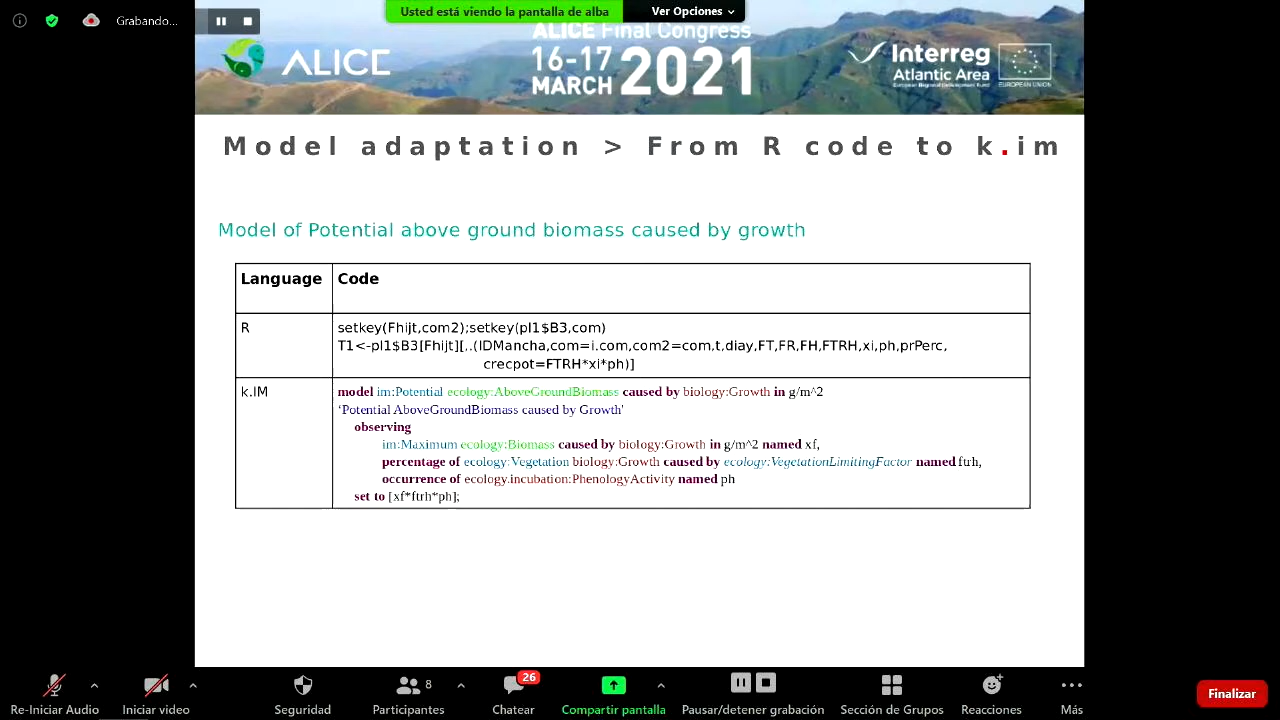 Grabando...
Usted está viendo la pantalla de alba
Ver Opciones
ALICE
ALICE Final Congress
16-17
MARCH 2021
Interreg
Atlantic Area
European Regional Development Fund
EUROPEAN UNION
Model adaptation > From R code to k.im
Model of Potential above ground biomass caused by growth
Language Code
R
setkey(Fhijt,com2);setkey(pl1$B3,com)
T1<-pl1$B3[Fhijt][,.(IDMancha,com=i.com,com2=com,t,diay,FT,FR,FH,FTRH,xi,ph,prPerc,
crecpot=FTRH*xi*ph)]
k.IM
model im:Potential ecology:AboveGroundBiomass caused by biology:Growth in g/m^2
'Potential AboveGroundBiomass caused by Growth'
observing
im:Maximum ecology:Biomass caused by biology:Growth in g/m^2 named xf,
percentage of ecology:Vegetation biology:Growth caused by ecology:VegetationLimitingFactor named ftrh,
occurrence of ecology.incubation:PhenologyActivity named ph
set to [xf*ftrh*ph];
Re-Iniciar Audio
Iniciar video
Seguridad
8
Participantes
26
Chatear
Compartir pantalla
Pausar/detener grabación
Sección de Grupos
Reacciones
Más
Finalizar